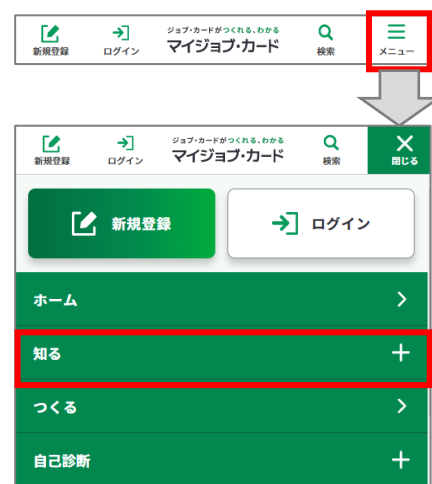 新規登録
ログイン
ジョブ・カードがつくれる、わかる
マイジョブ・カード
検索
メニュー
新規登録
ログイン
ジョブ・カードがつくれる、わかる
マイジョブ・カード
検索
閉じる
新規登録
ログイン
ホーム
知る
つくる
自己診断